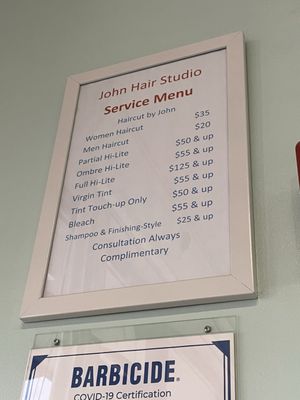 John Hair Studio
Service Menu
Haircut by John
Women Haircut $35
Men Haircut $20
Partial Hi-Lite $50 & up
Ombre Hi-Lite $55 & up
Full Hi-Lite $125 & up
Virgin Tint $55 & up
Tint Touch-up Only $50 & up
Bleach $55 & up
Shampoo & Finishing-Style $25 & up
Consultation Always
Complimentary
BARBICIDE®
COVID-19 Certification